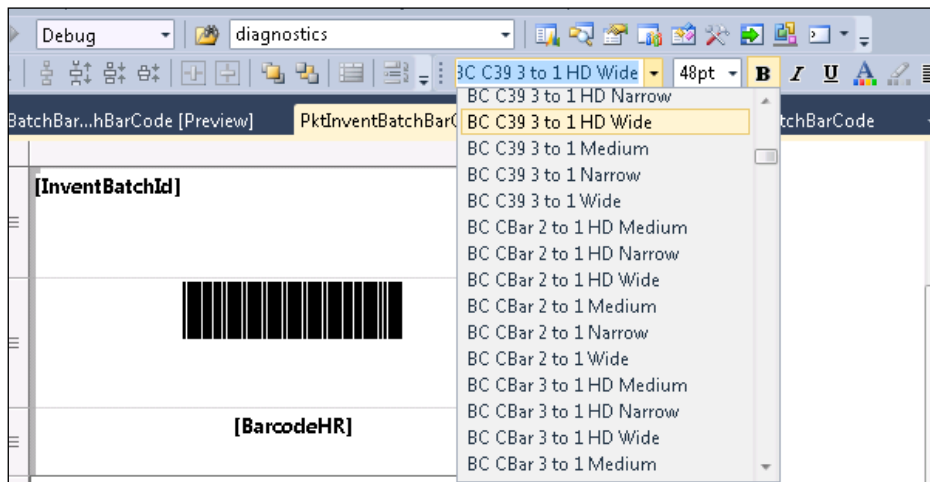 Debug
diagnostics
BC C39 3 to 1 HD Wide
48pt
B I U A
BatchBar...hBarCode [Preview]
PktInventBatchBarC
tchBarCode
BC C39 3 to 1 HD Narrow
BC C39 3 to 1 HD Wide
BC C39 3 to 1 Medium
BC C39 3 to 1 Narrow
BC C39 3 to 1 Wide
BC CBar 2 to 1 HD Medium
BC CBar 2 to 1 HD Narrow
BC CBar 2 to 1 HD Wide
BC CBar 2 to 1 Medium
BC CBar 2 to 1 Narrow
BC CBar 2 to 1 Wide
BC CBar 3 to 1 HD Medium
BC CBar 3 to 1 HD Narrow
BC CBar 3 to 1 HD Wide
BC CBar 3 to 1 Medium
[InventBatchId]
[BarcodeHR]